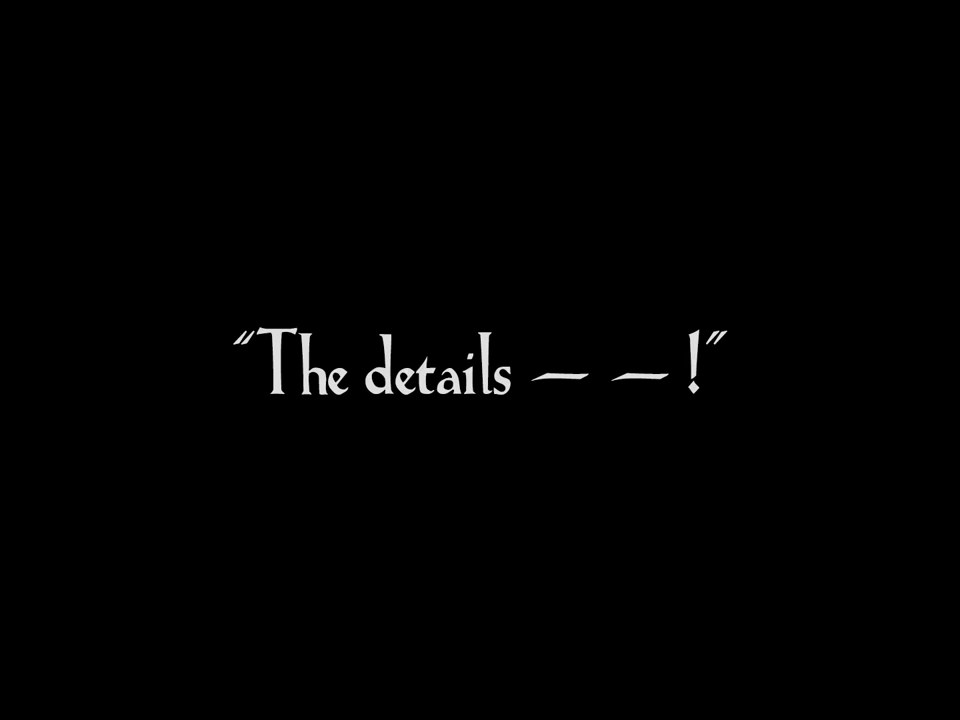 "The details — — !"